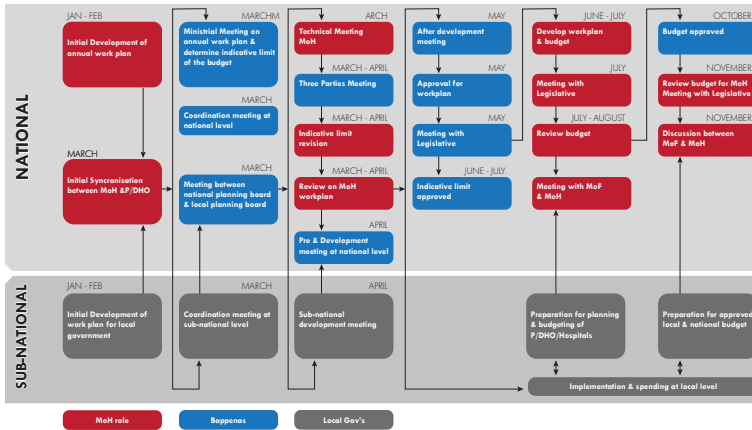 NATIONAL
JAN - FEB
Initial Development of
annual work plan
MARCH
Initial Syncronisation
between MoH &P/DHO
MARCHM
Ministrial Meeting on
annual work plan &
determine indicative limit
of the budget
MARCH
Coordination meeting at
national level
MARCH
Meeting between
national planning board
& local planning board
ARCH
Technical Meeting
MoH
MARCH - APRIL
Three Parties Meeting
MARCH - APRIL
Indicative limit
revision
MARCH - APRIL
Review on MoH
workplan
APRIL
Pre & Development
meeting at national level
MAY
After development
meeting
MAY
Approval for
workplan
MAY
Meeting with
Legislative
JUNE - JULY
Indicative limit
approved
JUNE - JULY
Develop workplan
& budget
JULY
Meeting with
Legislative
JULY - AUGUST
Review budget
Meeting with MoF
& MoH
OCTOBER
Budget approved
NOVEMBER
Review budget for MoH
Meeting with Legislative
NOVEMBER
Discussion between
MoF & MoH
SUB-NATIONAL
JAN - FEB
Initial Development of
work plan for local
government
MARCH
Coordination meeting at
sub-national level
APRIL
Sub-national
development meeting
Preparation for planning
& budgeting of
P/DHO/Hospitals
Preparation for approved
local & national budget
Implementation & spending at local level
MoH role
Bappenas
Local Gov's